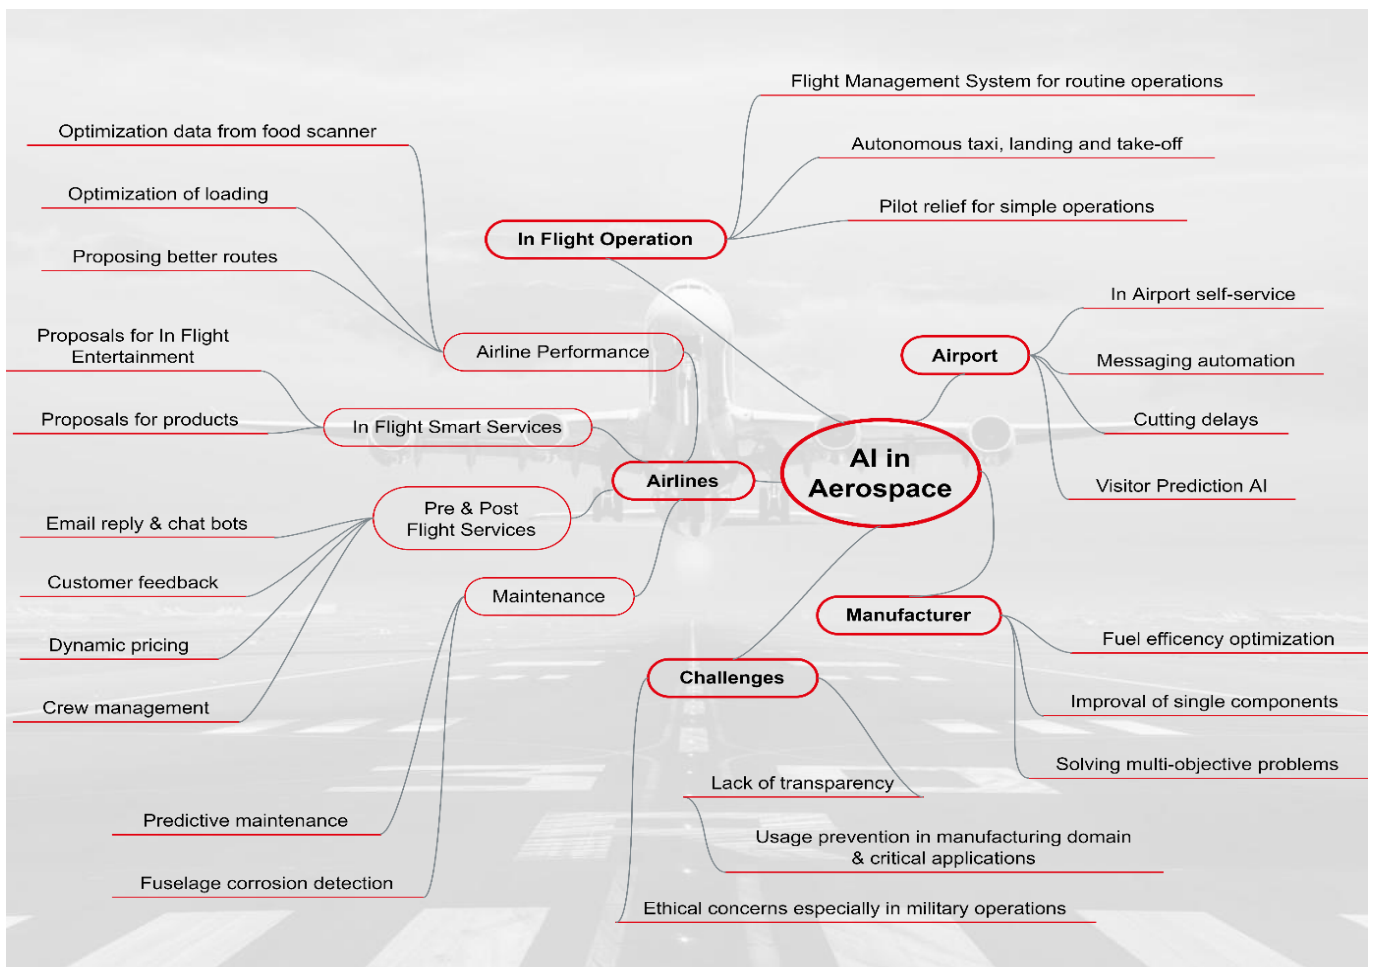 AI in
Aerospace
In Flight Operation
Flight Management System for routine operations
Autonomous taxi, landing and take-off
Pilot relief for simple operations
Airport
In Airport self-service
Messaging automation
Cutting delays
Visitor Prediction AI
Manufacturer
Fuel efficency optimization
Improval of single components
Solving multi-objective problems
Challenges
Lack of transparency
Usage prevention in manufacturing domain
& critical applications
Ethical concerns especially in military operations
Airlines
Airline Performance
Optimization data from food scanner
Optimization of loading
Proposing better routes
In Flight Smart Services
Proposals for In Flight
Entertainment
Proposals for products
Pre & Post
Flight Services
Email reply & chat bots
Customer feedback
Dynamic pricing
Crew management
Maintenance
Predictive maintenance
Fuselage corrosion detection